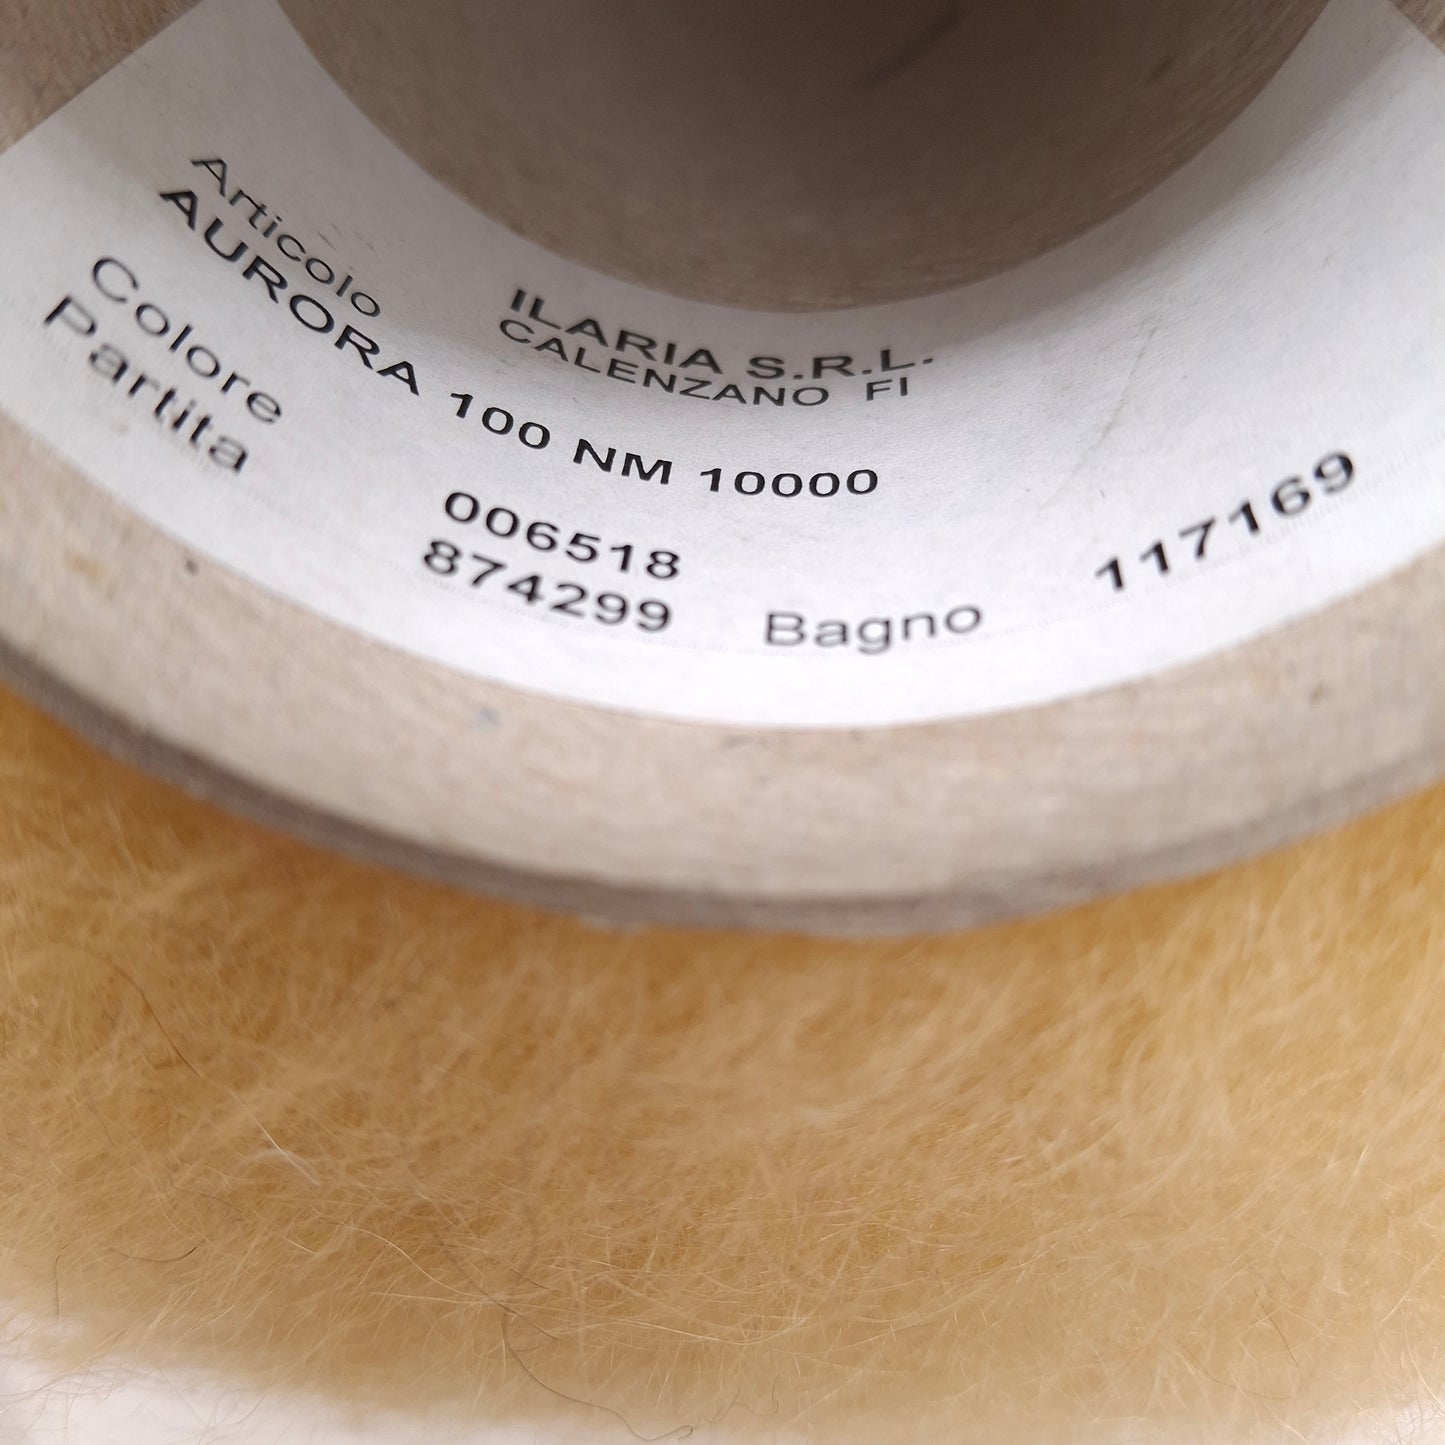 ILARIA S.R.L.
CALENZANO FI
Articolo
AURORA 100 NM 10000
Colore 006518
Partita 874299 Bagno 117169